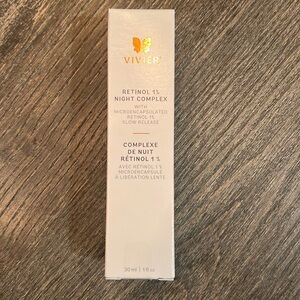 VIVIER
RETINOL 1%
NIGHT COMPLEX
WITH
MICROENCAPSULATED
RETINOL 1%
SLOW RELEASE
COMPLEXE
DE NUIT
RÉTINOL 1 %
AVEC RÉTINOL 1 %
MICROENCAPSULÉ
À LIBÉRATION LENTE
30 ml | 1 fl oz